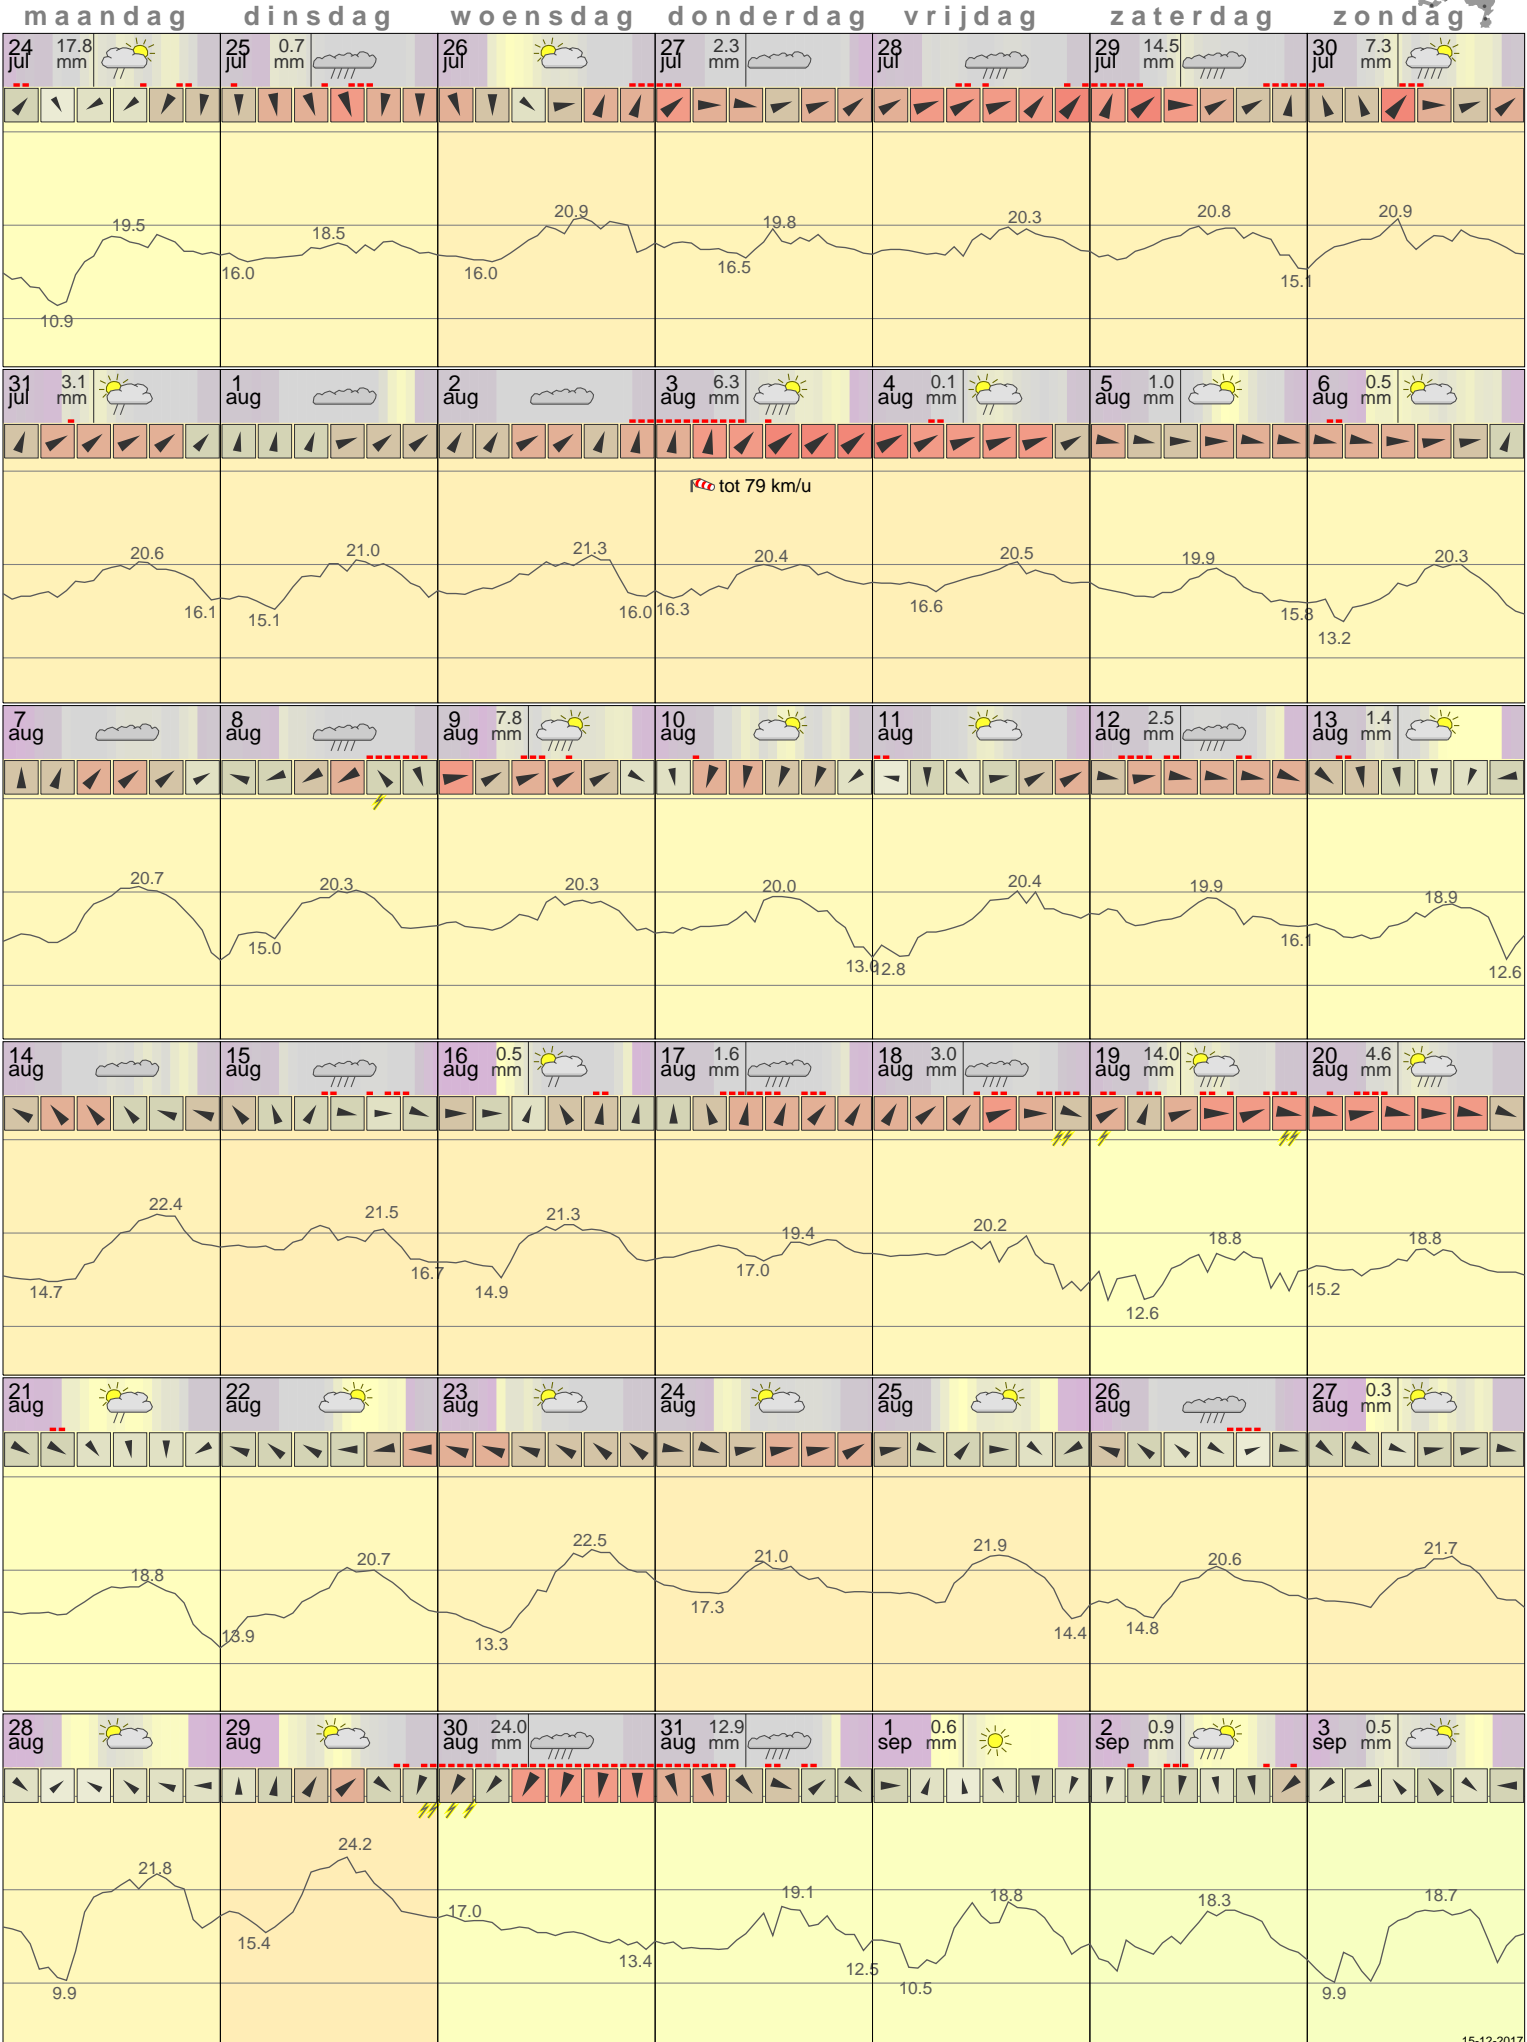 maandag dinsdag woensdag donderdag vrijdag zaterdag zondag
24 17.8 25 0.7 26 27 2.3 28 29 14.5 30 7.3
jul mm jul mm jul jul mm jul jul mm jul mm
19.5 18.5 20.9 19.8 20.3 20.8 20.9
16.0 16.0 16.5 15.1
10.9
31 3.1 1 2 3 6.3 4 0.1 5 1.0 6 0.5
jul mm aug aug aug mm aug mm aug mm aug mm
tot 79 km/u
20.6 21.0 21.3 20.4 20.5 19.9 20.3
16.1 15.1 16.0 16.3 16.6 15.8 13.2
7 8 9 7.8 10 11 12 2.5 13 1.4
aug aug aug mm aug aug aug mm aug mm
20.7 20.3 20.3 20.0 20.4 19.9 18.9
15.0 13.0 12.8 16.1 12.6
14 15 16 0.5 17 1.6 18 3.0 19 14.0 20 4.6
aug aug aug mm aug mm aug mm aug mm aug mm
22.4 21.5 21.3 19.4 20.2 18.8 18.8
14.7 16.7 14.9 17.0 12.6 15.2
21 22 23 24 25 26 27 0.3
aug aug aug aug aug aug aug mm
18.8 20.7 22.5 21.0 21.9 20.6 21.7
13.9 13.3 17.3 14.4 14.8
28 29 30 24.0 31 12.9 1 0.6 2 0.9 3 0.5
aug aug aug mm aug mm sep mm sep mm sep mm
21.8 24.2 17.0 19.1 18.8 18.3 18.7
9.9 15.4 13.4 12.5 10.5 9.9
15-12-2017